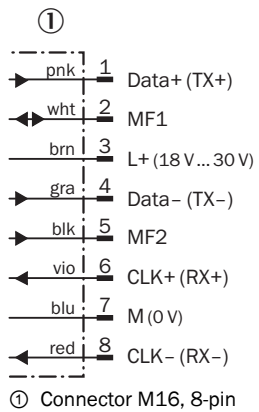 ①
pnk 1 Data+ (TX+)
wht 2 MF1
brn 3 L+ (18 V ... 30 V)
gra 4 Data– (TX–)
blk 5 MF2
vio 6 CLK+ (RX+)
blu 7 M (0 V)
red 8 CLK– (RX–)
① Connector M16, 8-pin